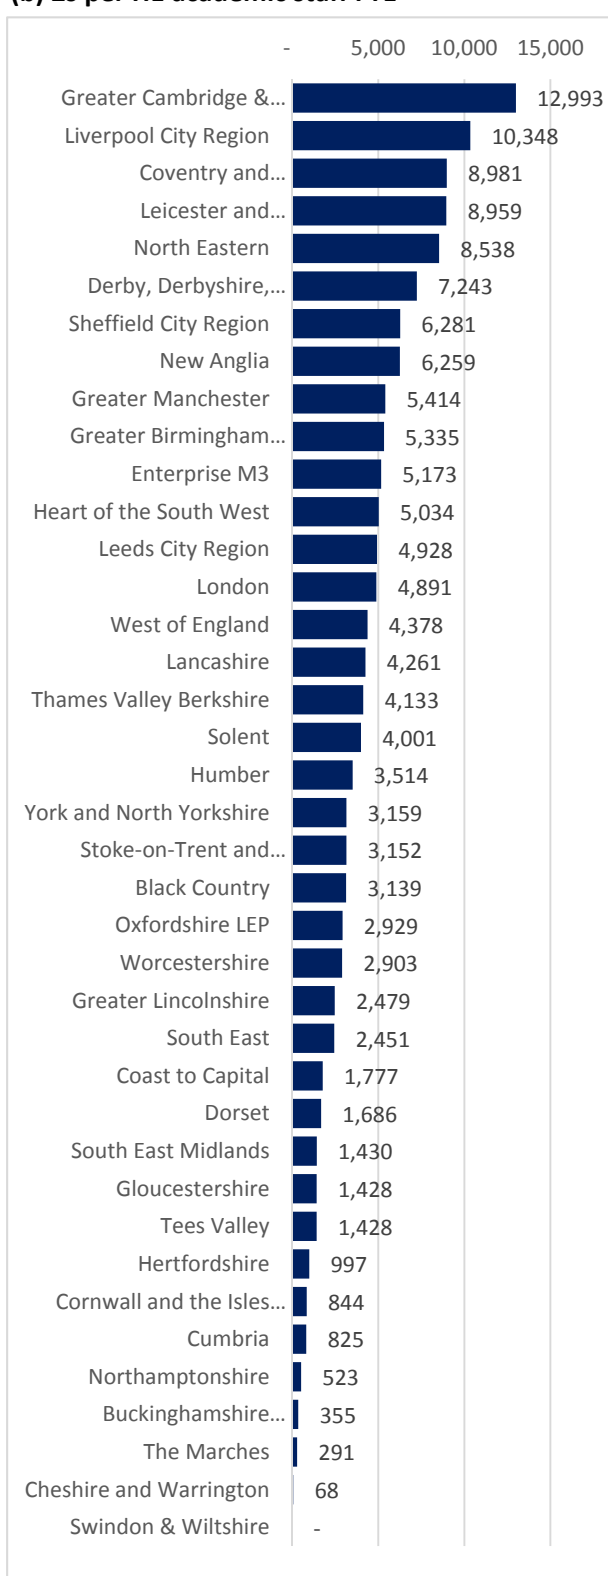 - 5,000 10,000 15,000
Greater Cambridge &... 12,993
Liverpool City Region 10,348
Coventry and... 8,981
Leicester and... 8,959
North Eastern 8,538
Derby, Derbyshire,... 7,243
Sheffield City Region 6,281
New Anglia 6,259
Greater Manchester 5,414
Greater Birmingham... 5,335
Enterprise M3 5,173
Heart of the South West 5,034
Leeds City Region 4,928
London 4,891
West of England 4,378
Lancashire 4,261
Thames Valley Berkshire 4,133
Solent 4,001
Humber 3,514
York and North Yorkshire 3,159
Stoke-on-Trent and... 3,152
Black Country 3,139
Oxfordshire LEP 2,929
Worcestershire 2,903
Greater Lincolnshire 2,479
South East 2,451
Coast to Capital 1,777
Dorset 1,686
South East Midlands 1,430
Gloucestershire 1,428
Tees Valley 1,428
Hertfordshire 997
Cornwall and the Isles... 844
Cumbria 825
Northamptonshire 523
Buckinghamshire... 355
The Marches 291
Cheshire and Warrington 68
Swindon & Wiltshire -